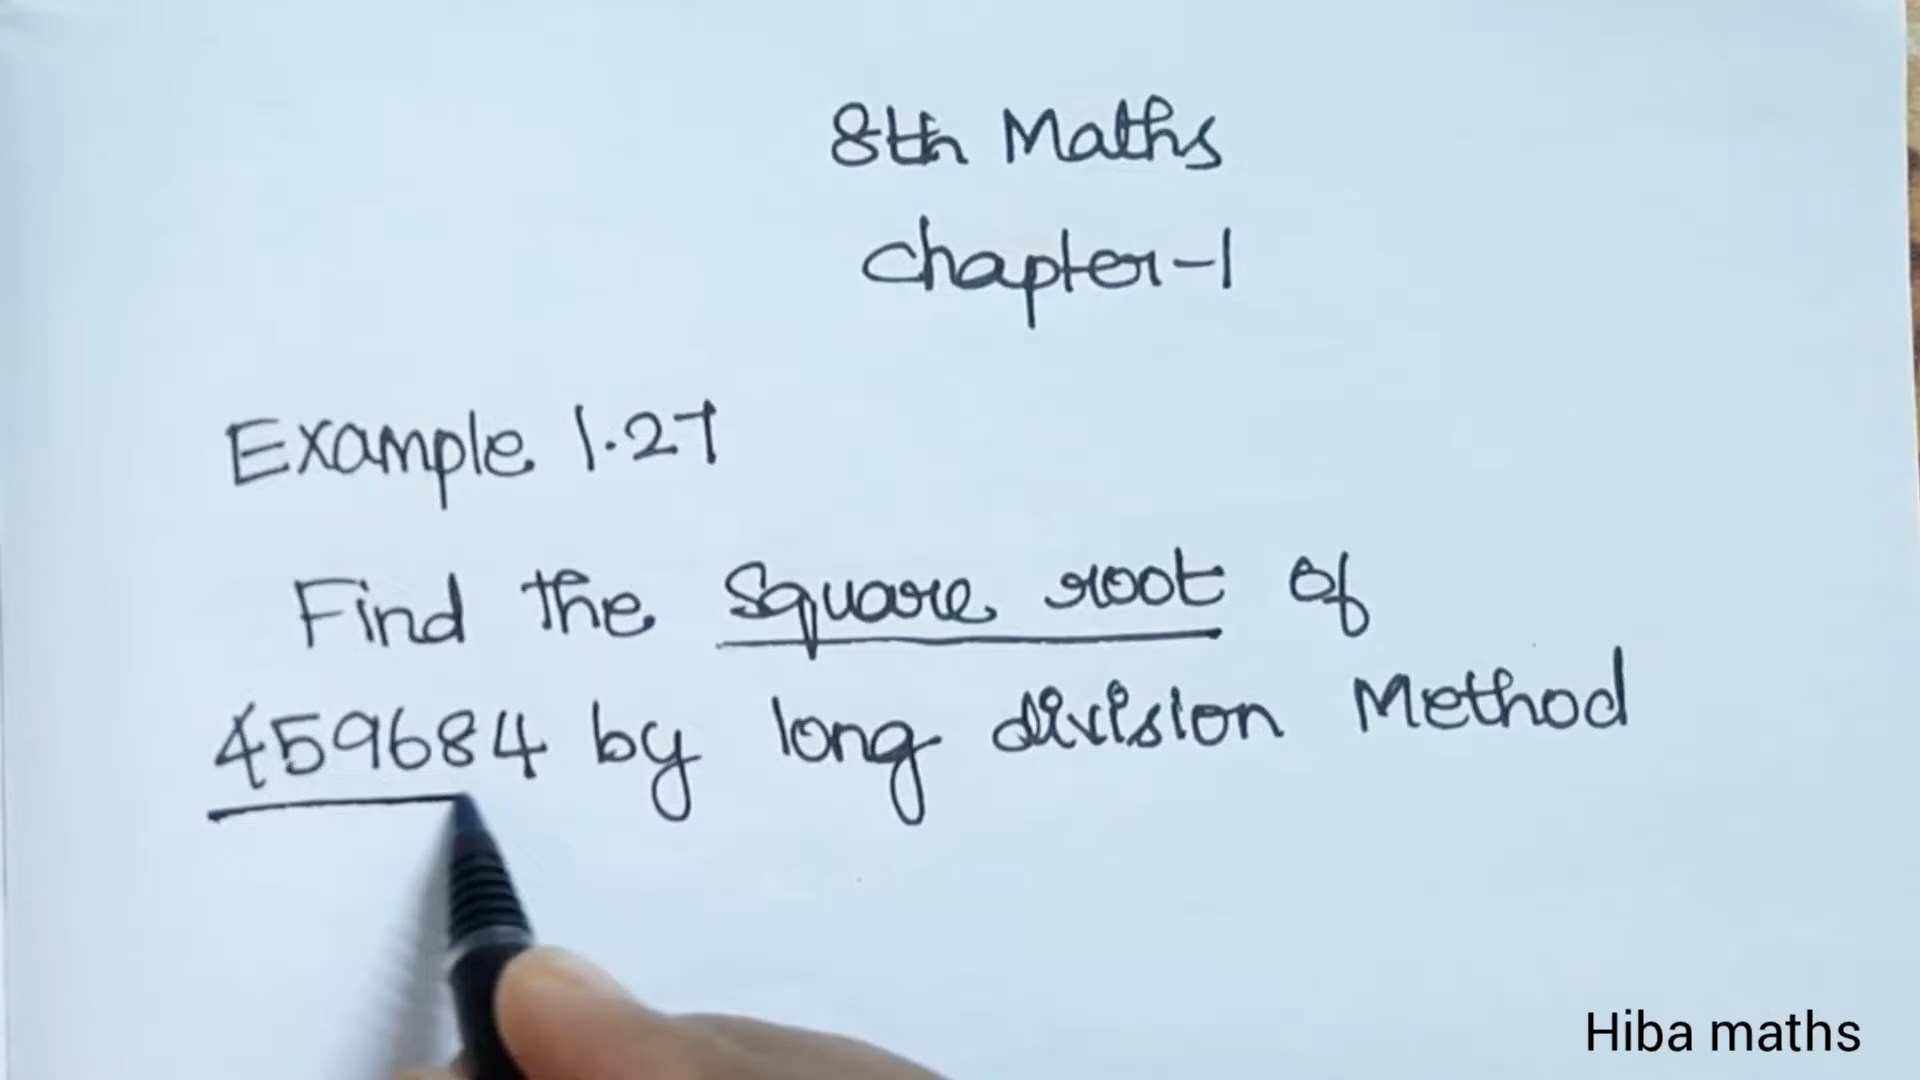 8th Maths
Chapter-1
Example 1.27
Find the Square root of
459684 by long division Method
Hiba maths